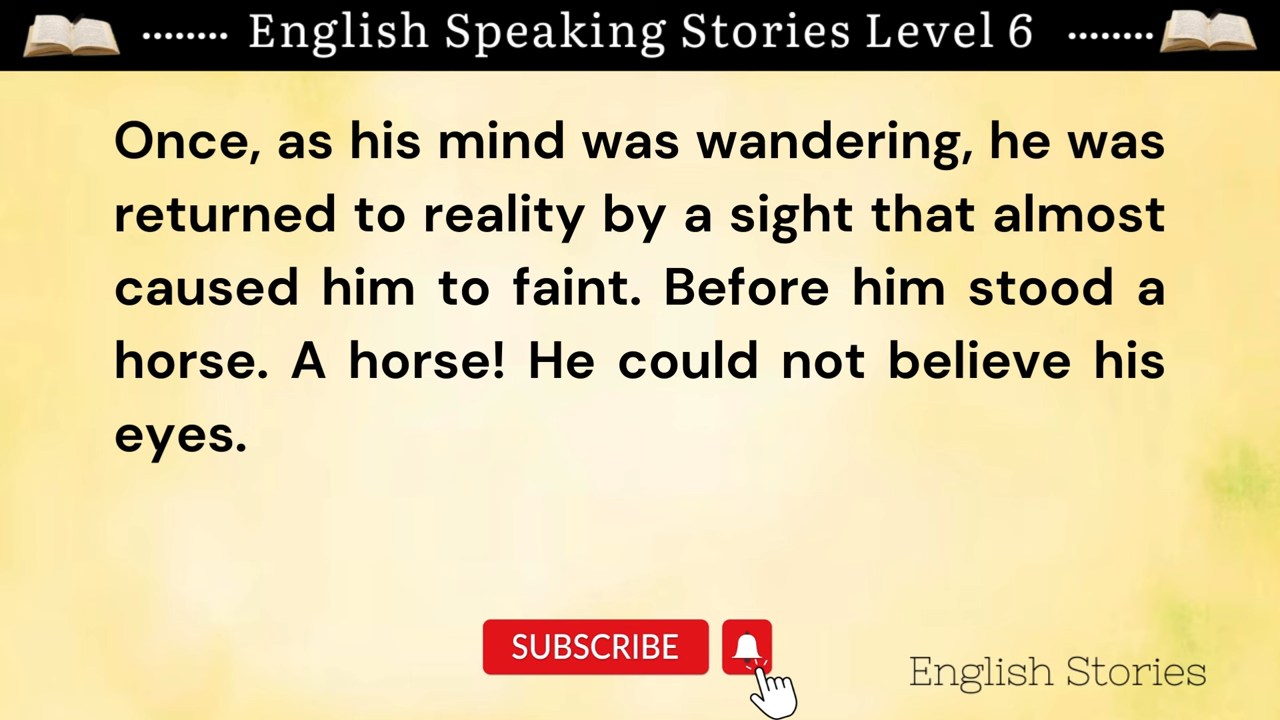 English Speaking Stories Level 6
Once, as his mind was wandering, he was
returned to reality by a sight that almost
caused him to faint. Before him stood a
horse. A horse! He could not believe his
eyes.
SUBSCRIBE
English Stories